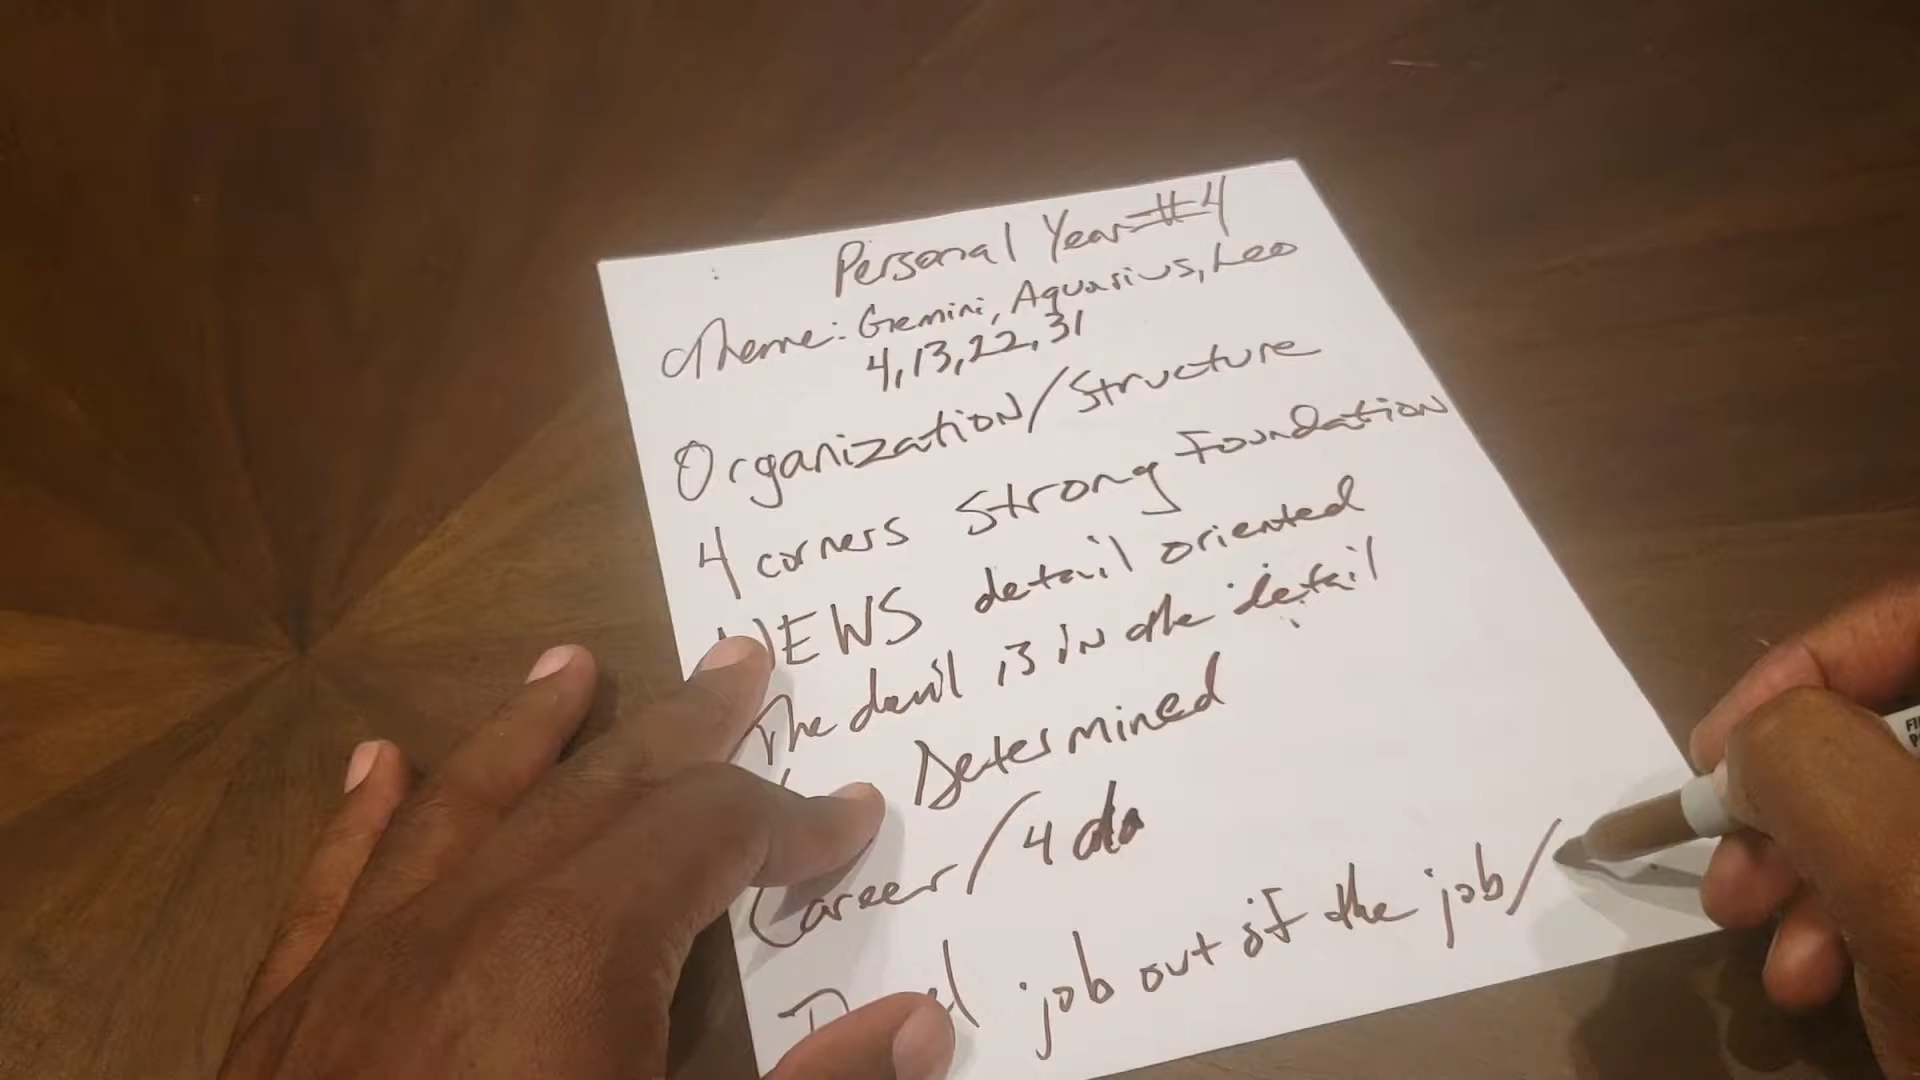 Personal Year #4
Theme: Gemini, Aquarius, Leo
4, 13, 22, 31
Organization/Structure
4 corners Strong Foundation
NEWS detail oriented
The devil is in the detail
Determined
Career/4
job out of the job/